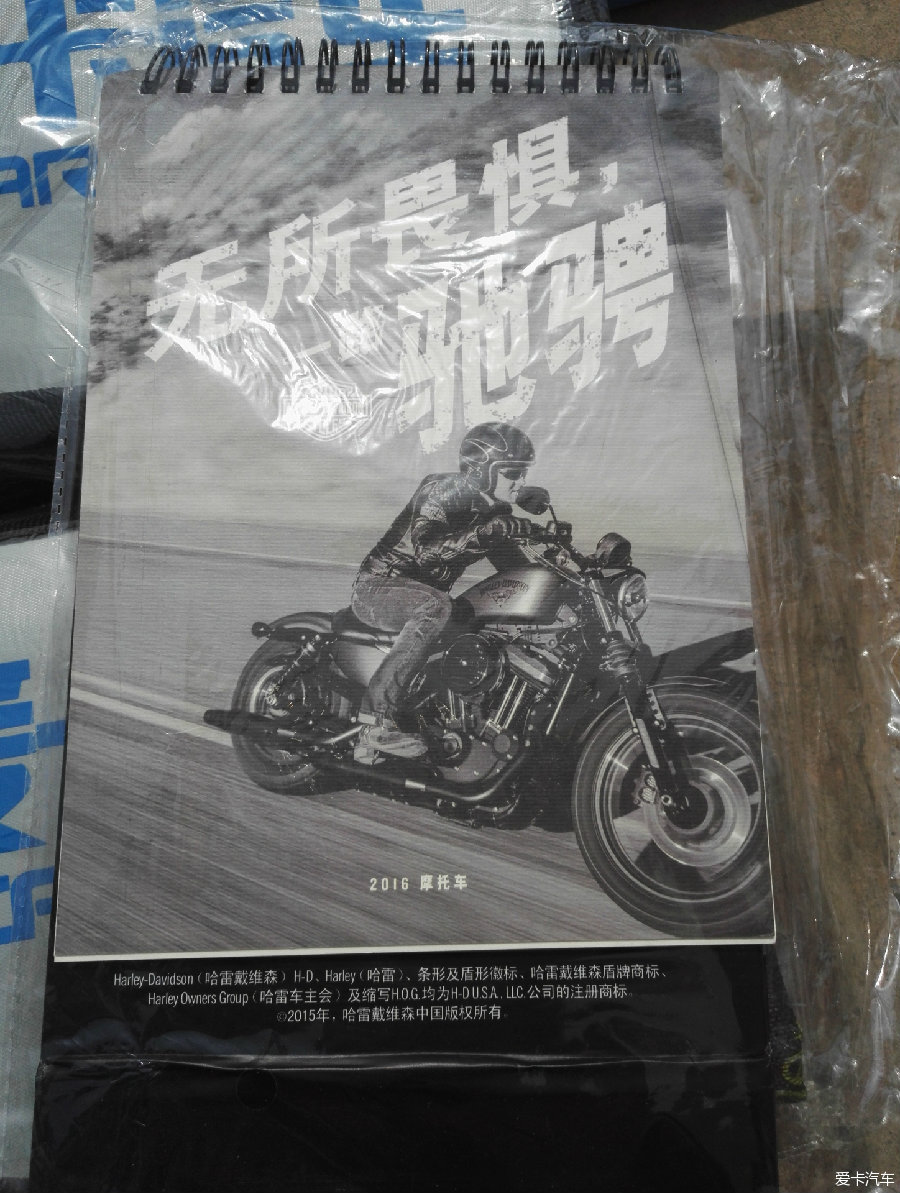 无所畏惧,
一路驰骋
2016 摩托车
Harley-Davidson（哈雷戴维森）H-D、Harley（哈雷）、条形及盾形徽标、哈雷戴维森盾牌商标、
Harley Owners Group（哈雷车主会）及缩写H.O.G.均为H-D U.S.A., LLC.公司的注册商标。
©2015年，哈雷戴维森中国版权所有。
爱卡汽车